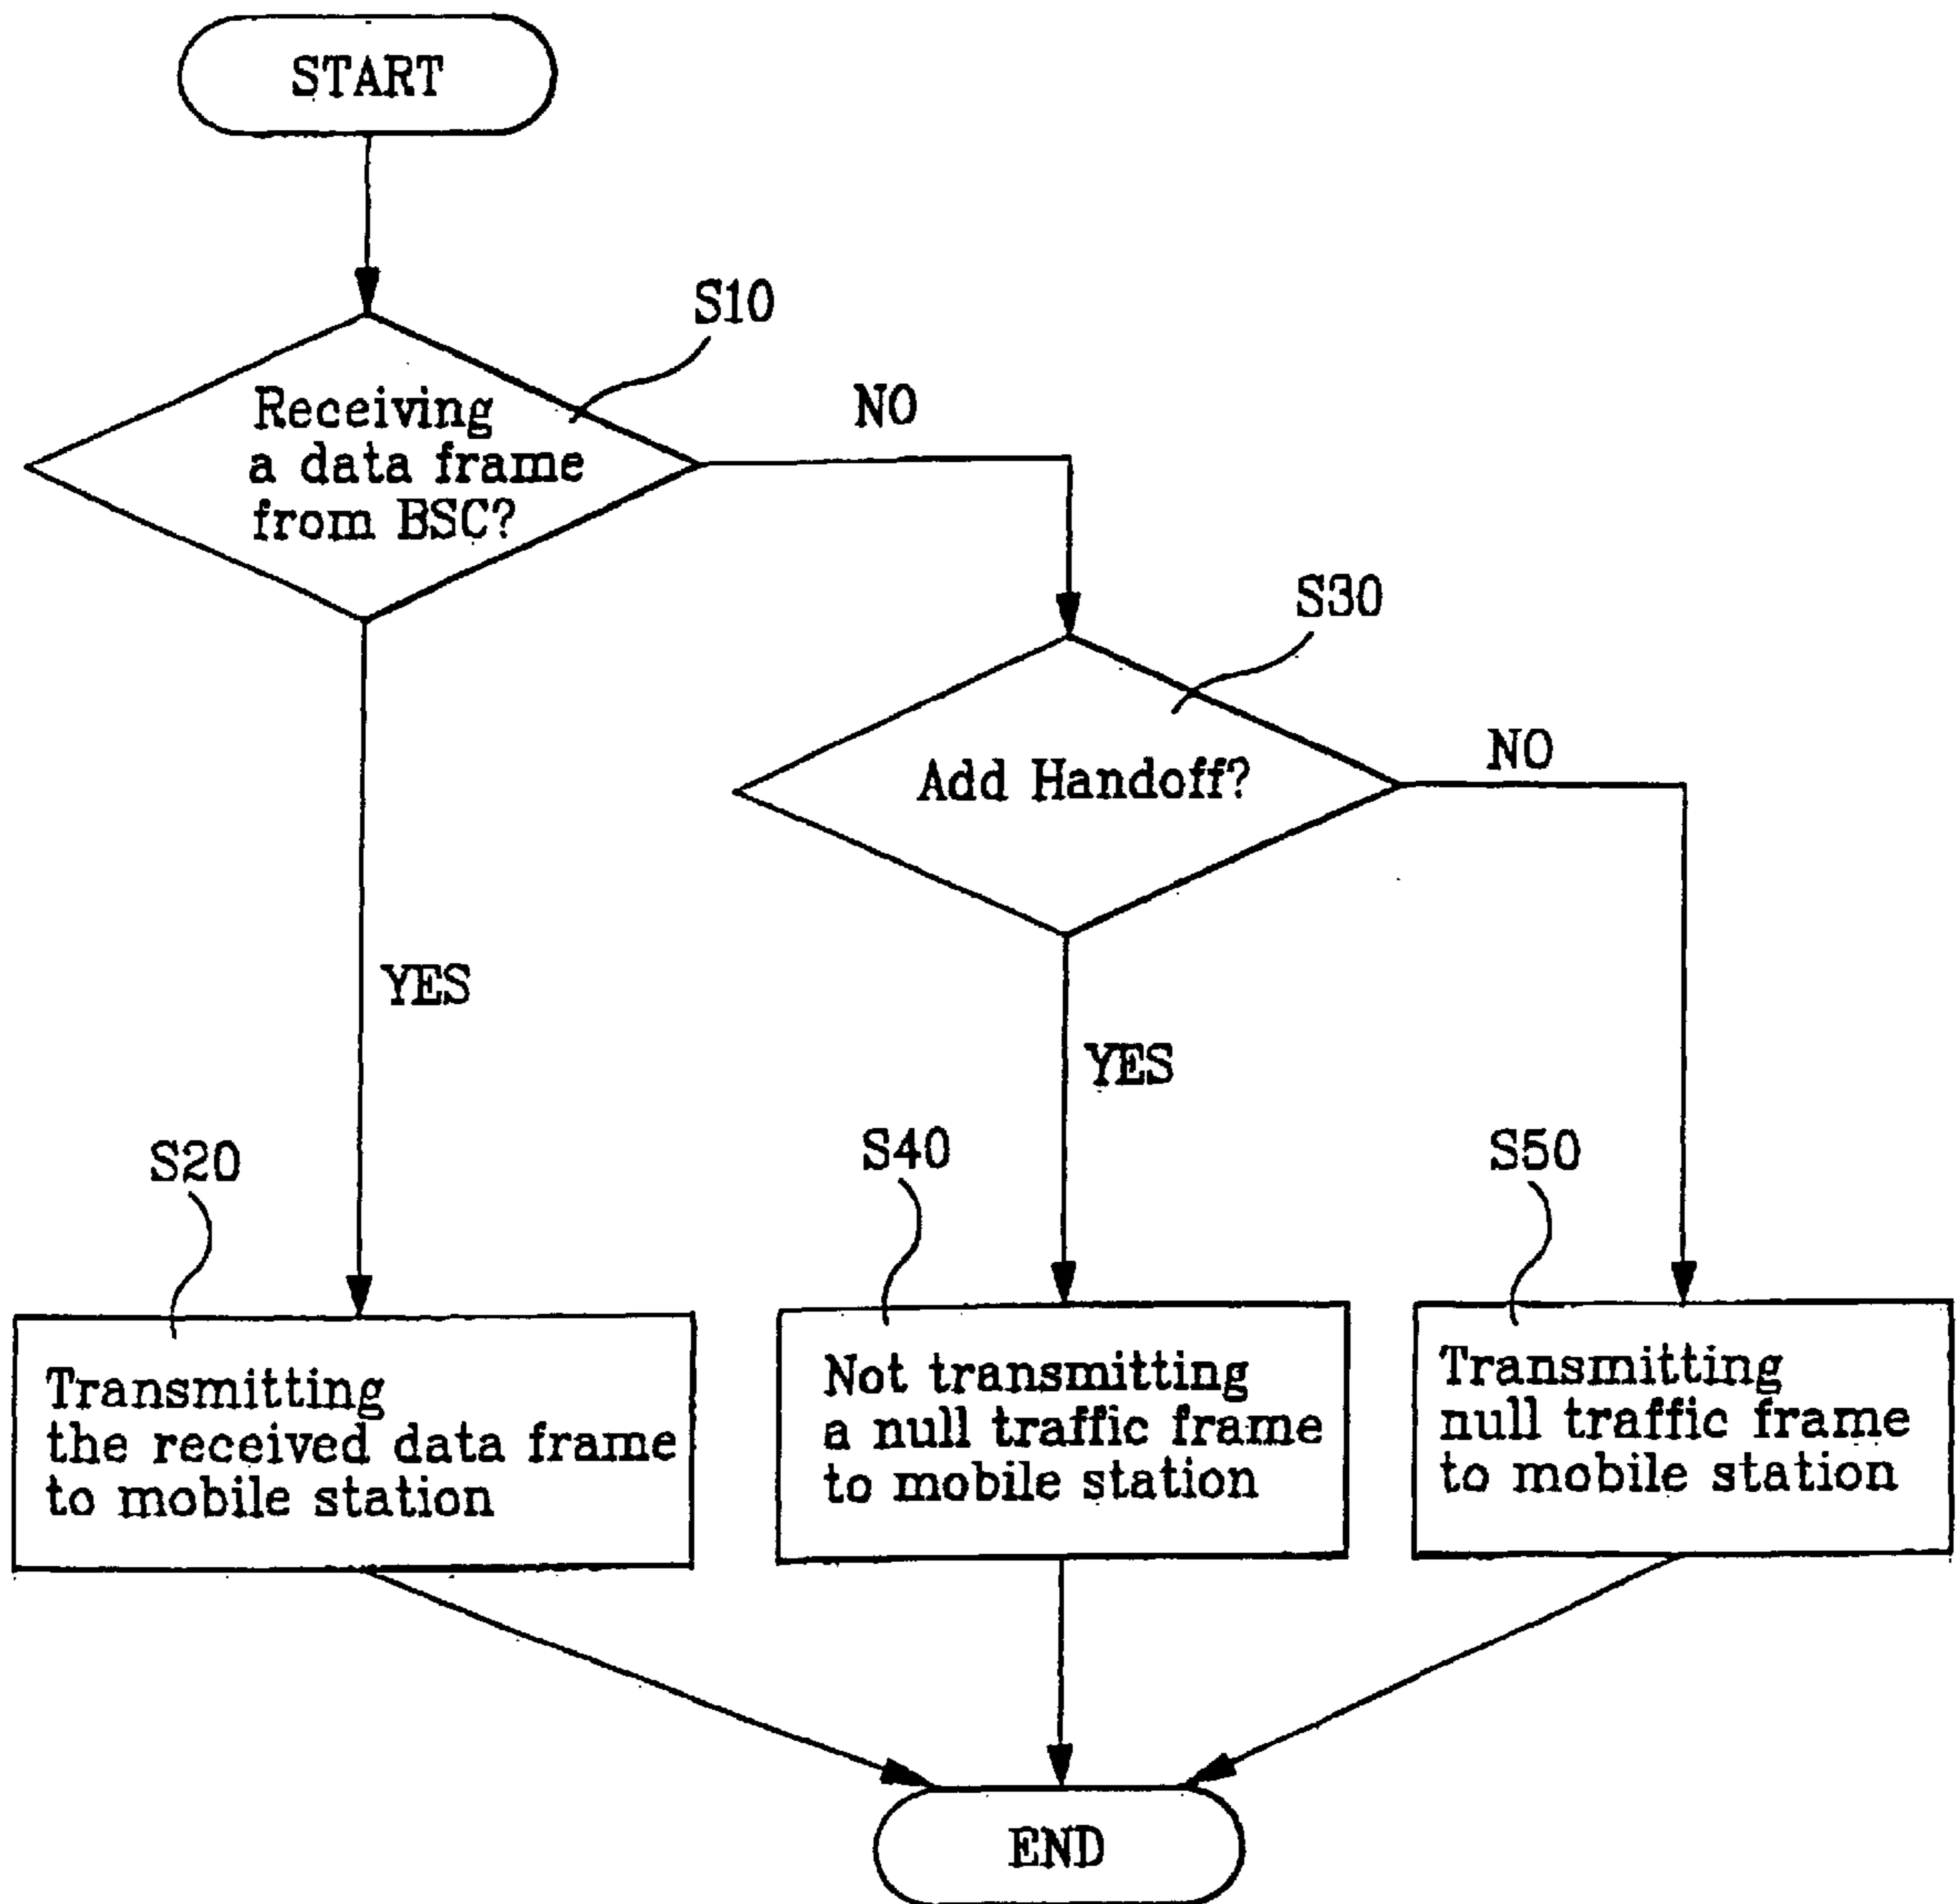 START
S10
Receiving
a data frame
from BSC?
NO
S30
Add Handoff?
NO
YES
YES
S20
S40
S50
Transmitting
the received data frame
to mobile station
Not transmitting
a null traffic frame
to mobile station
Transmitting
null traffic frame
to mobile station
END